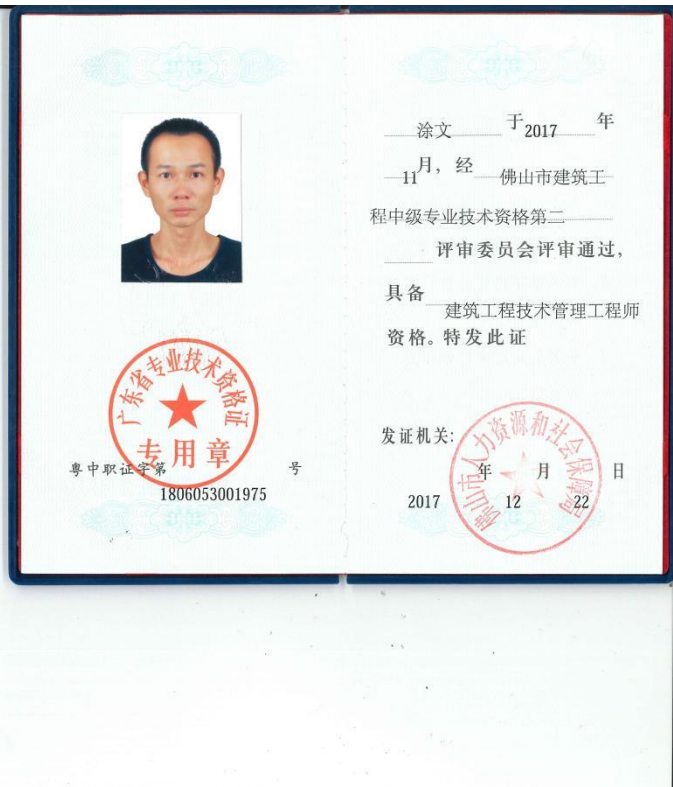 广东省专业技术资格证
专用章
粤中职证字第 号
1806053001975
涂文 于2017 年
11月，经 佛山市建筑工
程中级专业技术资格第二
评审委员会评审通过，
具备 建筑工程技术管理工程师
资格。特发此证
发证机关：
佛山市人力资源和社会保障局
年 月 日
2017 12 22